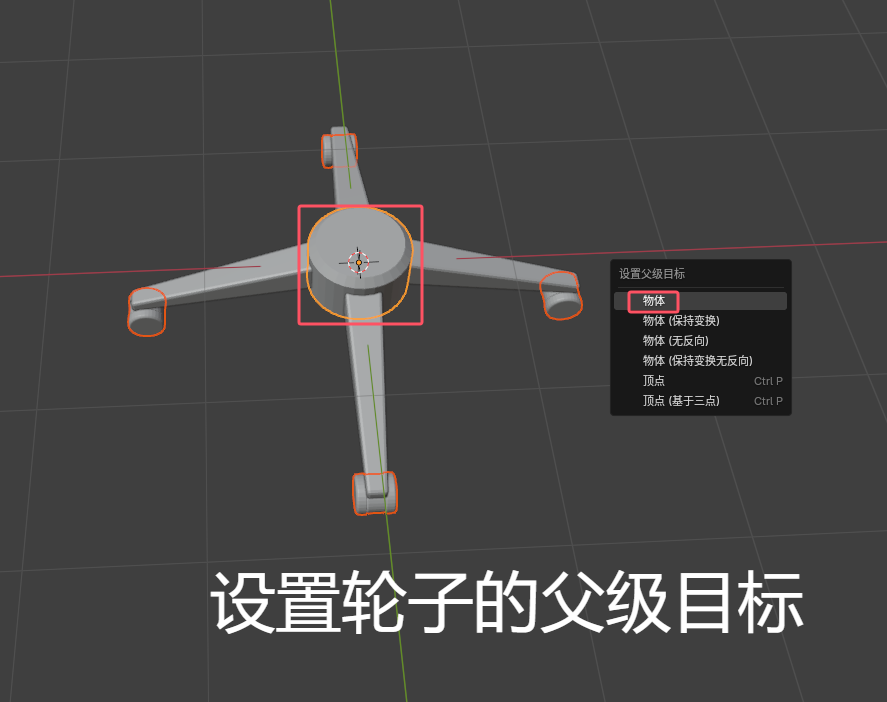 设置父级目标
物体
物体 (保持变换)
物体 (无反向)
物体 (保持变换无反向)
顶点 Ctrl P
顶点 (基于三点) Ctrl P
设置轮子的父级目标